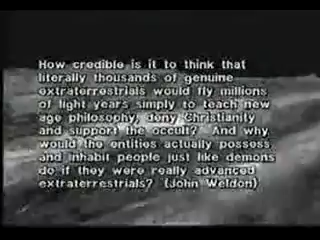 How credible is it to think that
literally thousands of genuine
extraterrestrials would fly millions
of light years simply to teach new
age philosophy, deny Christianity
and support the occult? And why
would the entities actually possess
and inhabit people just like demons
do if they were really advanced
extraterrestrials? (John Weldon)